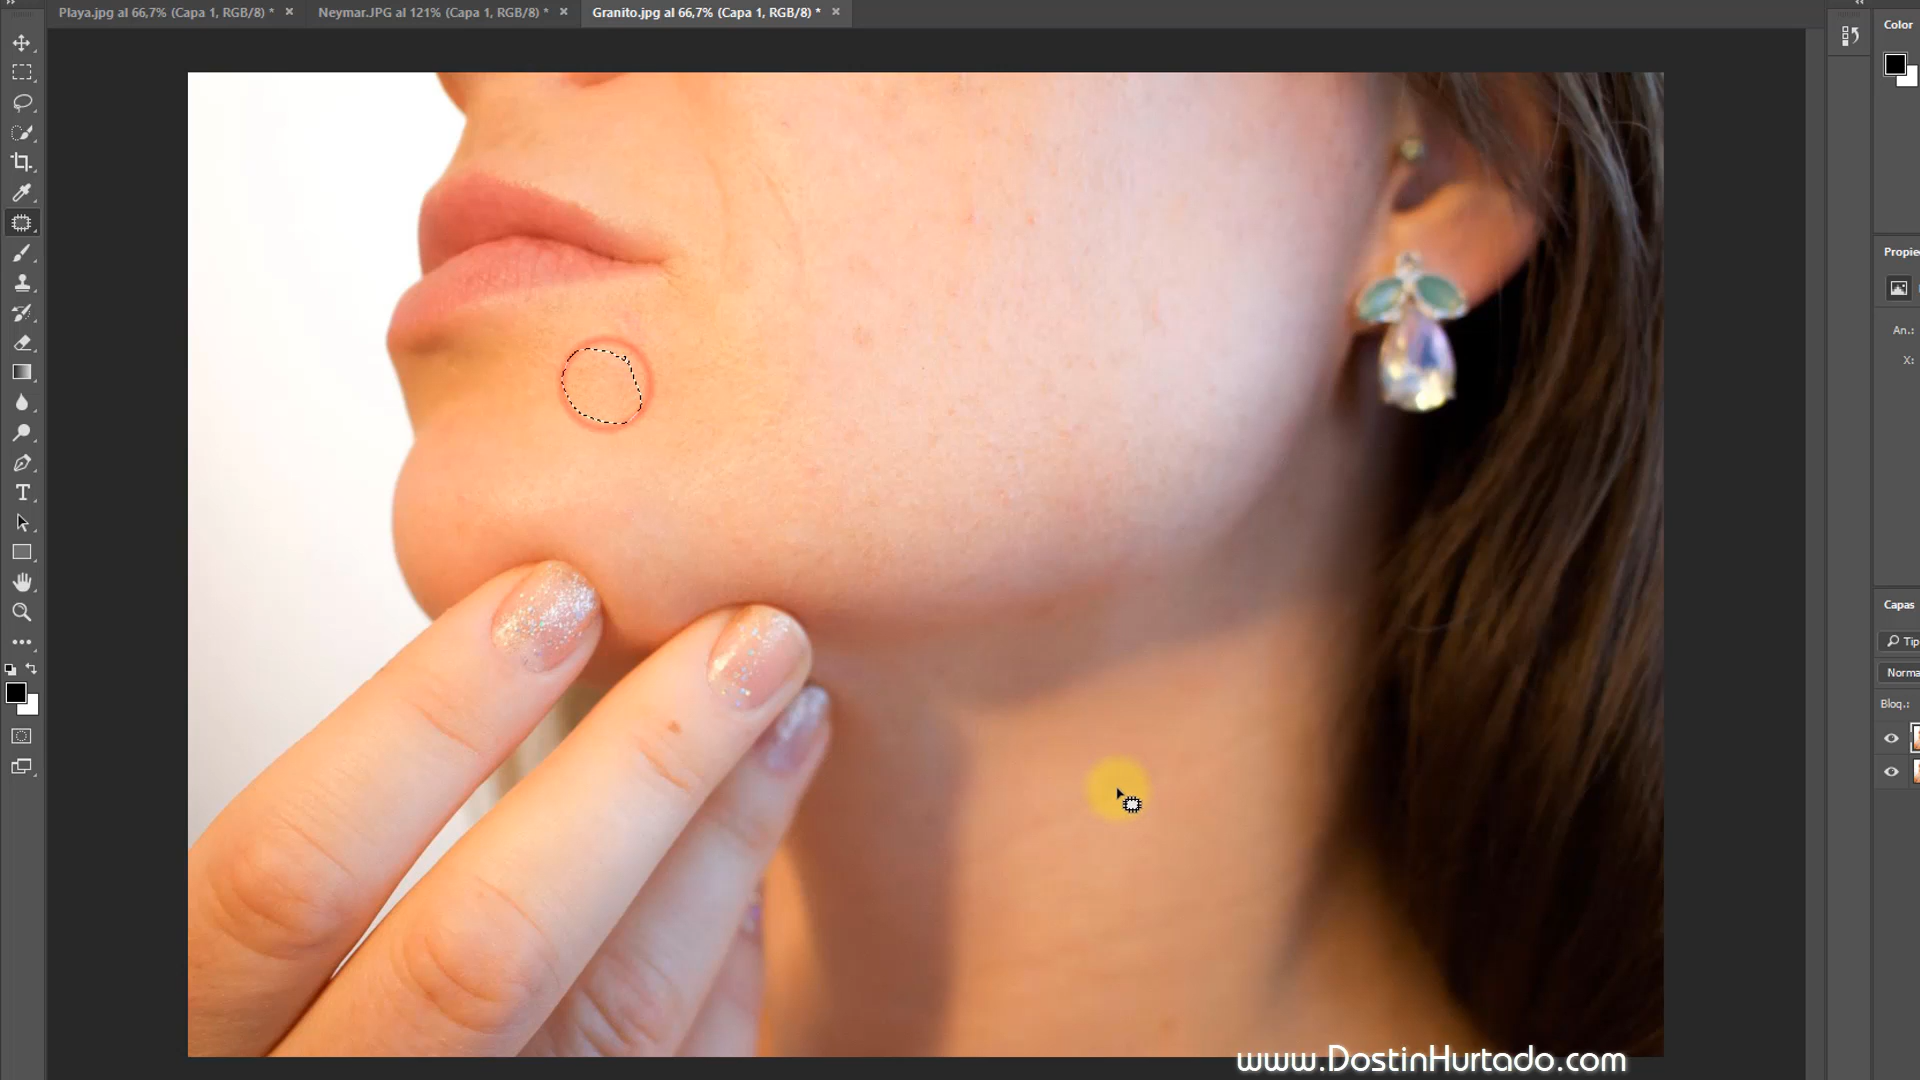 Playa.jpg al 66,7% (Capa 1, RGB/8) *
Neymar.JPG al 121% (Capa 1, RGB/8) *
Granito.jpg al 66,7% (Capa 1, RGB/8) *
Color
Propie
An.:
X:
Capas
Tip
Norma
Bloq.:
www.DostinHurtado.com